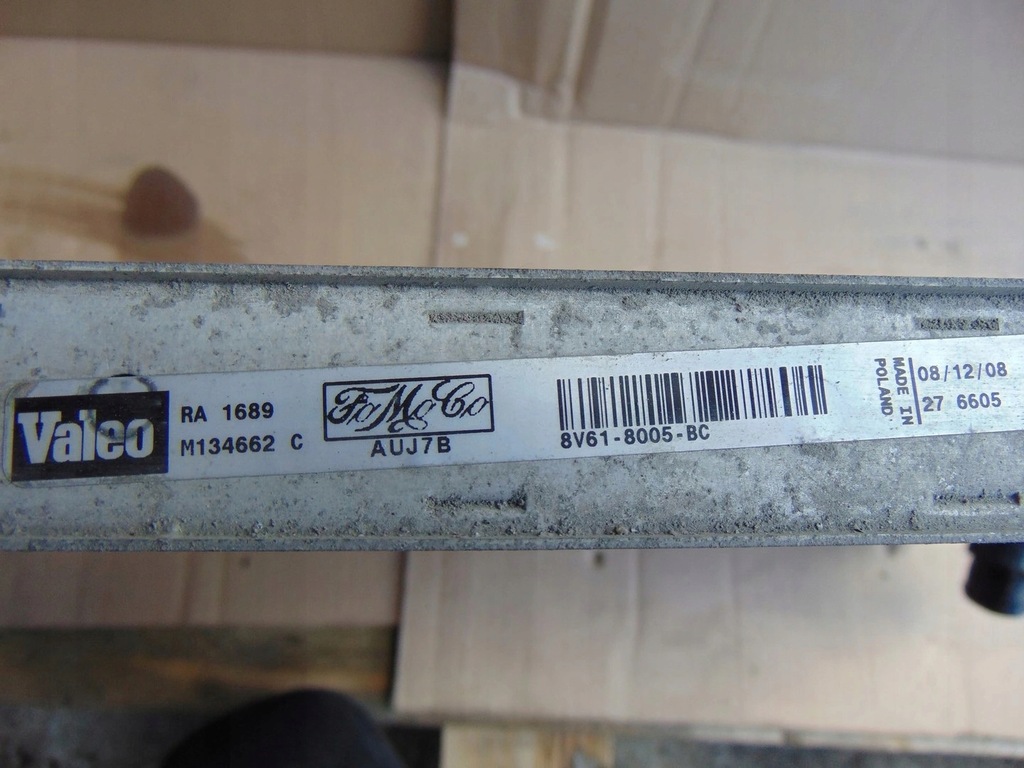 Valeo
RA 1689
M134662 C
FoMoCo
AUJ7B
8V61-8005-BC
MADE IN
POLAND.
08/12/08
27 6605